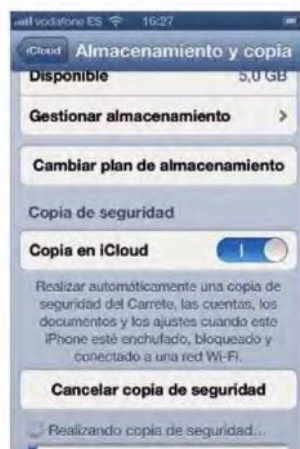 vodafone ES 16:27
iCloud Almacenamiento y copia
Disponible 5,0 GB
Gestionar almacenamiento >
Cambiar plan de almacenamiento
Copia de seguridad
Copia en iCloud I
Realizar automáticamente una copia de
seguridad del Carrete, las cuentas, los
documentos y los ajustes cuando este
iPhone esté enchufado, bloqueado y
conectado a una red Wi-Fi.
Cancelar copia de seguridad
Realizando copia de seguridad...